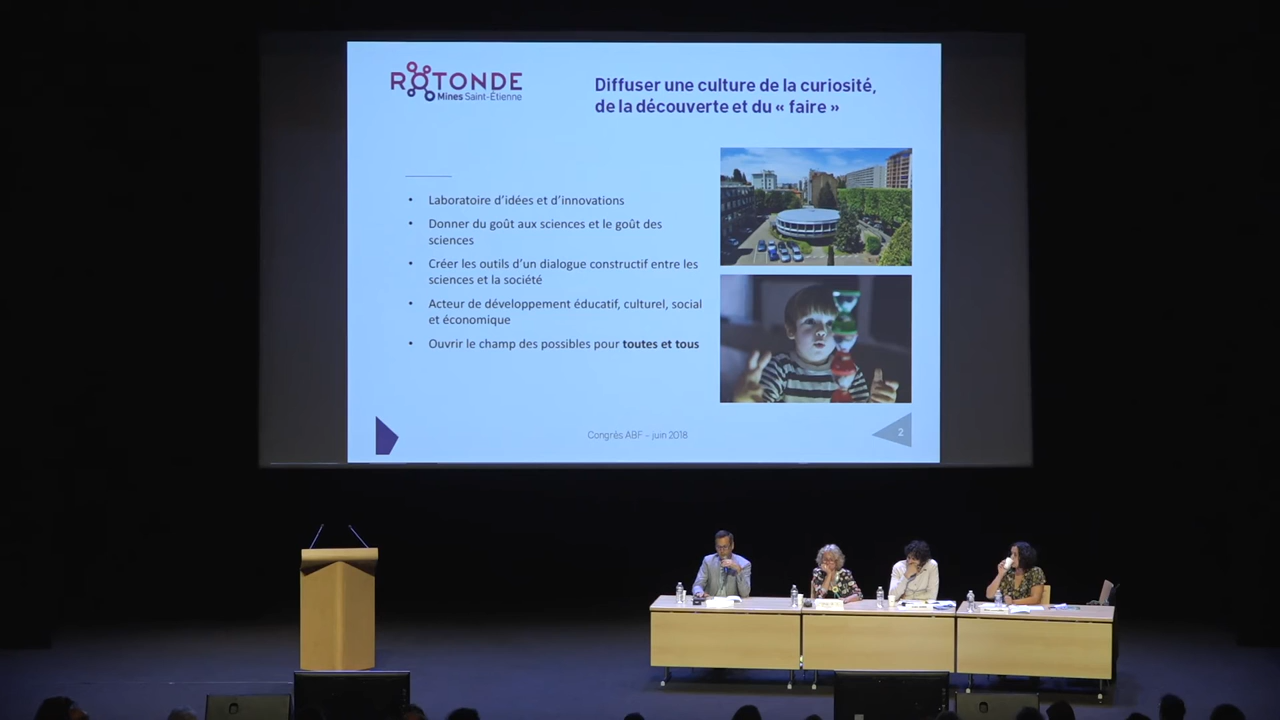 ROTONDE
Mines Saint-Étienne
Diffuser une culture de la curiosité,
de la découverte et du « faire »
• Laboratoire d'idées et d'innovations
• Donner du goût aux sciences et le goût des
sciences
• Créer les outils d'un dialogue constructif entre les
sciences et la société
• Acteur de développement éducatif, culturel, social
et économique
• Ouvrir le champ des possibles pour toutes et tous
Congrès ABF – juin 2018
2